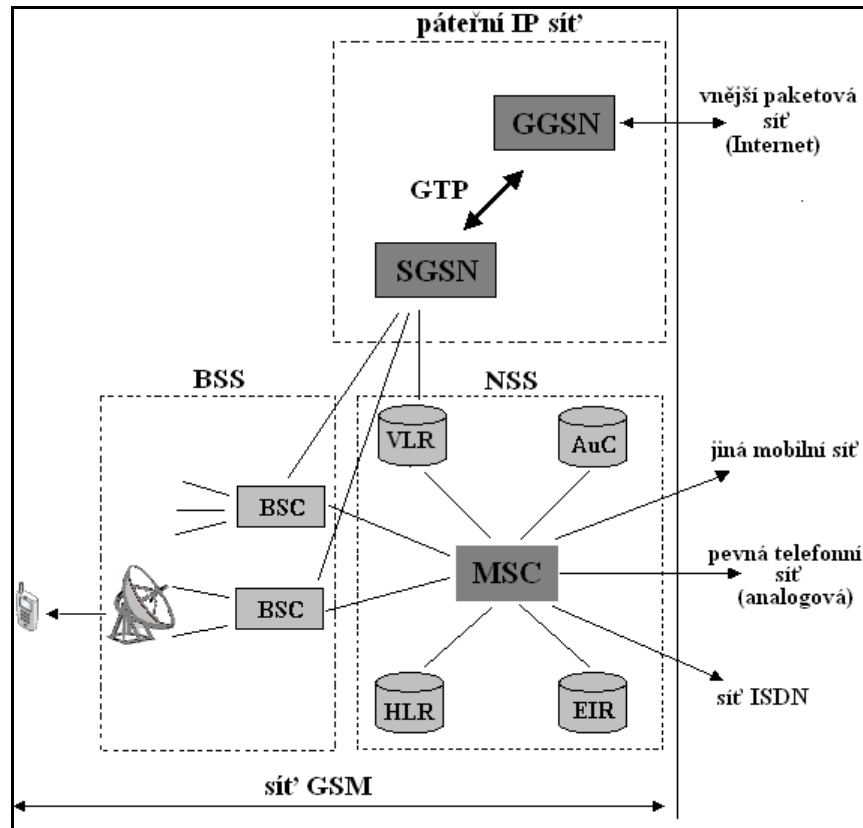 páteřní IP síť
GGSN
vnější paketová
síť
(Internet)
GTP
SGSN
BSS
NSS
VLR
AuC
jiná mobilní síť
BSC
MSC
pevná telefonní
síť
(analogová)
BSC
HLR
EIR
síť ISDN
síť GSM